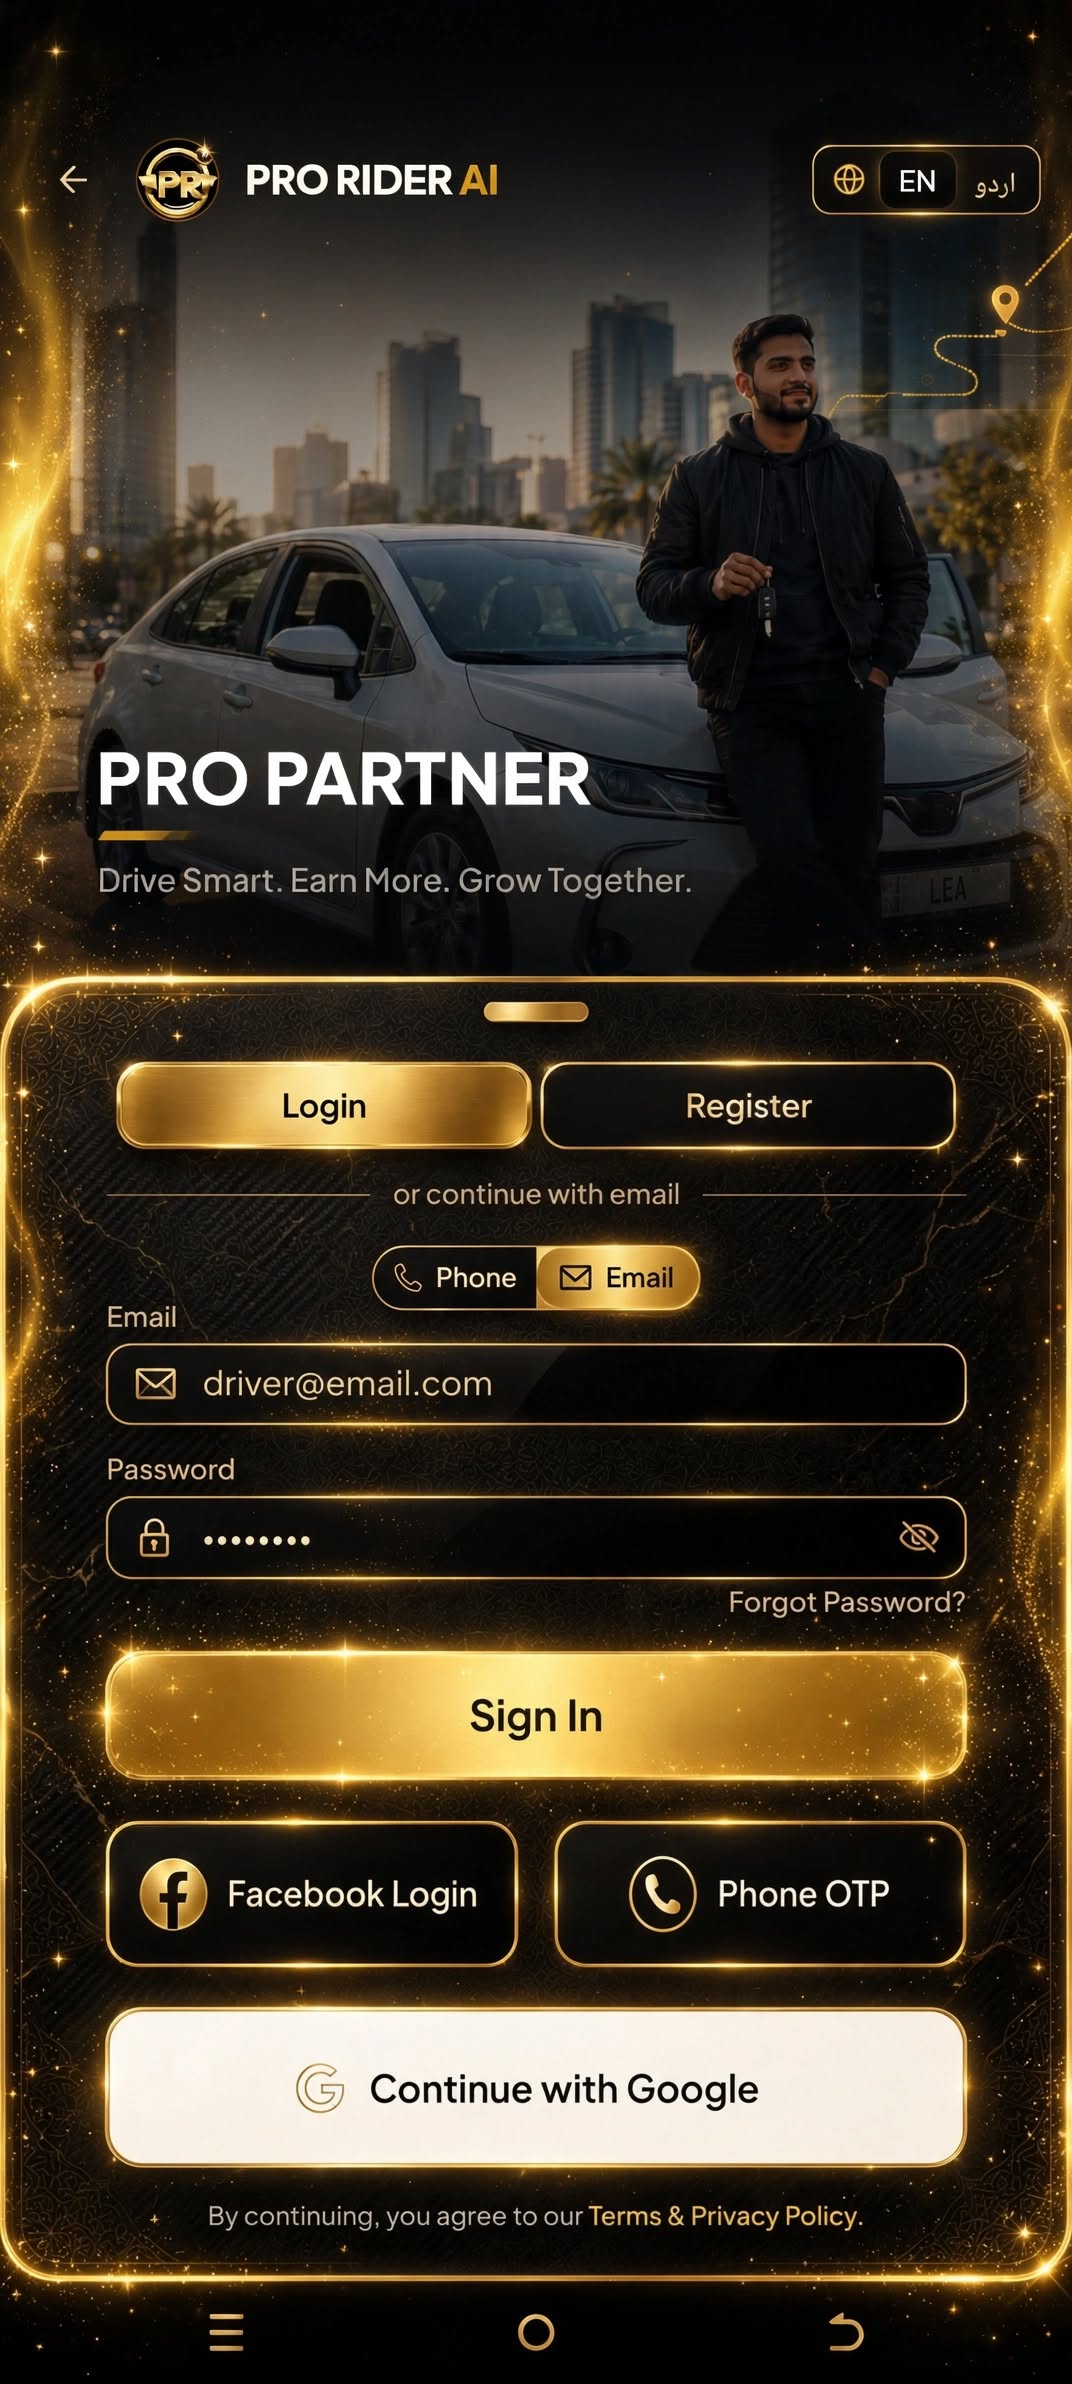 PR
PRO RIDER AI
EN
اردو
PRO PARTNER
Drive Smart. Earn More. Grow Together.
LEA
Login
Register
or continue with email
Phone
Email
Email
driver@email.com
Password
••••••••
Forgot Password?
Sign In
Facebook Login
Phone OTP
Continue with Google
By continuing, you agree to our Terms & Privacy Policy.